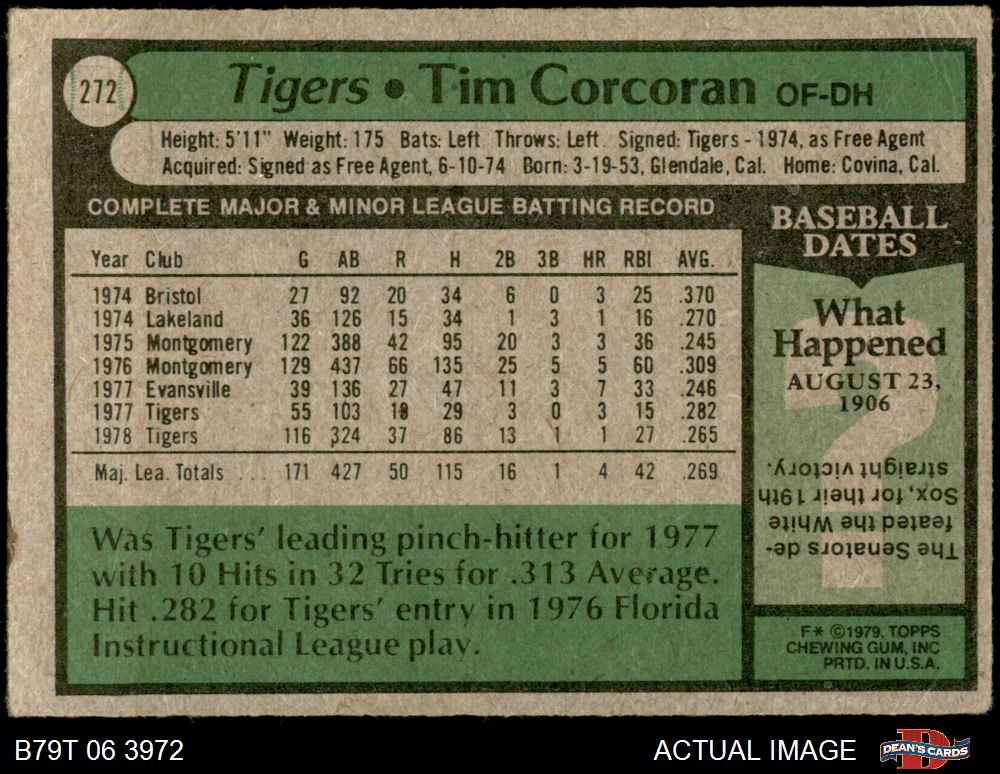 272
Tigers • Tim Corcoran OF-DH
Height: 5'11" Weight: 175 Bats: Left Throws: Left Signed: Tigers - 1974, as Free Agent
Acquired: Signed as Free Agent, 6-10-74 Born: 3-19-53, Glendale, Cal. Home: Covina, Cal.
COMPLETE MAJOR & MINOR LEAGUE BATTING RECORD
Year Club G AB R H 2B 3B HR RBI AVG.
1974 Bristol 27 92 20 34 6 0 3 25 .370
1974 Lakeland 36 126 15 34 1 3 1 16 .270
1975 Montgomery 122 388 42 95 20 3 3 36 .245
1976 Montgomery 129 437 66 135 25 5 5 60 .309
1977 Evansville 39 136 27 47 11 3 7 33 .246
1977 Tigers 55 103 13 29 3 0 3 15 .282
1978 Tigers 116 324 37 86 13 1 1 27 .265
Maj. Lea. Totals ... 171 427 50 115 16 1 4 42 .269
Was Tigers' leading pinch-hitter for 1977
with 10 Hits in 32 Tries for .313 Average.
Hit .282 for Tigers' entry in 1976 Florida
Instructional League play.
BASEBALL
DATES
What
Happened
AUGUST 23,
1906
?
The Senators de-
feated the White
Sox, for their 19th
straight victory.
F* ©1979, TOPPS
CHEWING GUM, INC
PRTD. IN U.S.A.
B79T 06 3972
ACTUAL IMAGE
DEAN'S CARDS